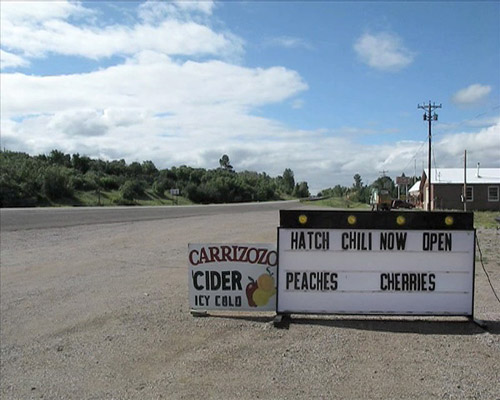 CARRIZOZO
CIDER
ICY COLD
HATCH CHILI NOW OPEN
PEACHES CHERRIES